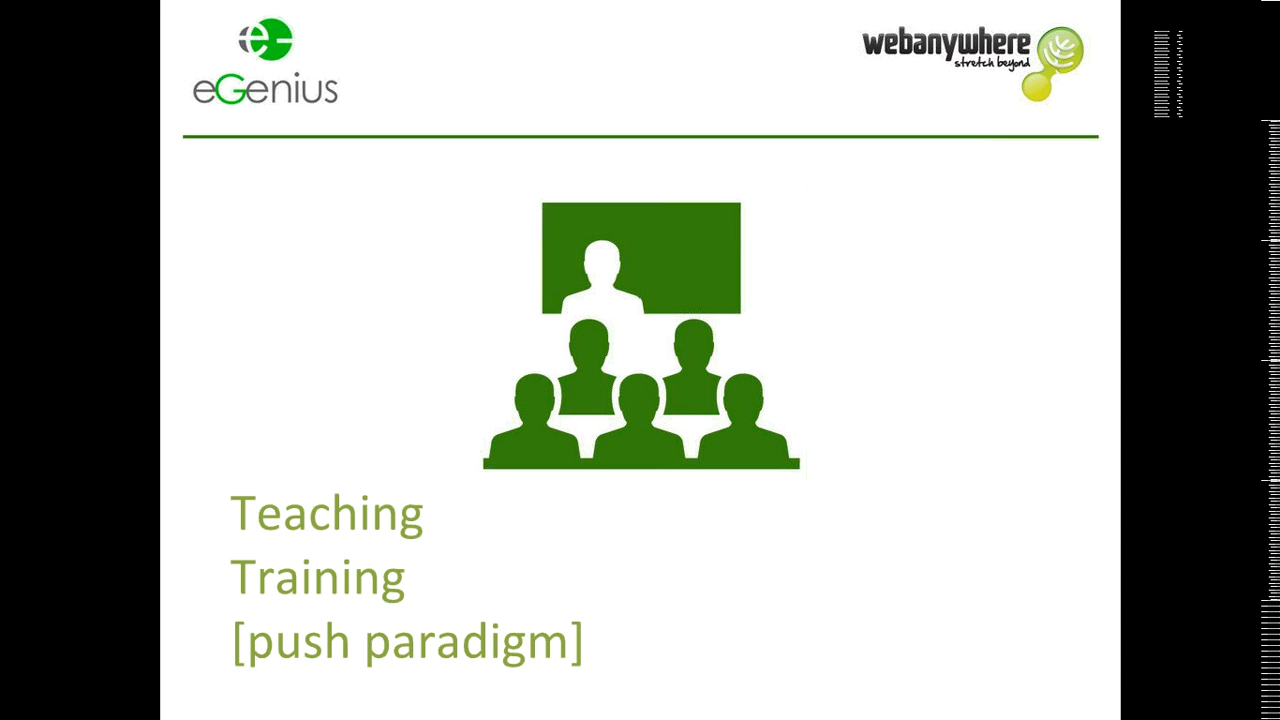 eGenius
webanywhere
stretch beyond
Teaching
Training
[push paradigm]